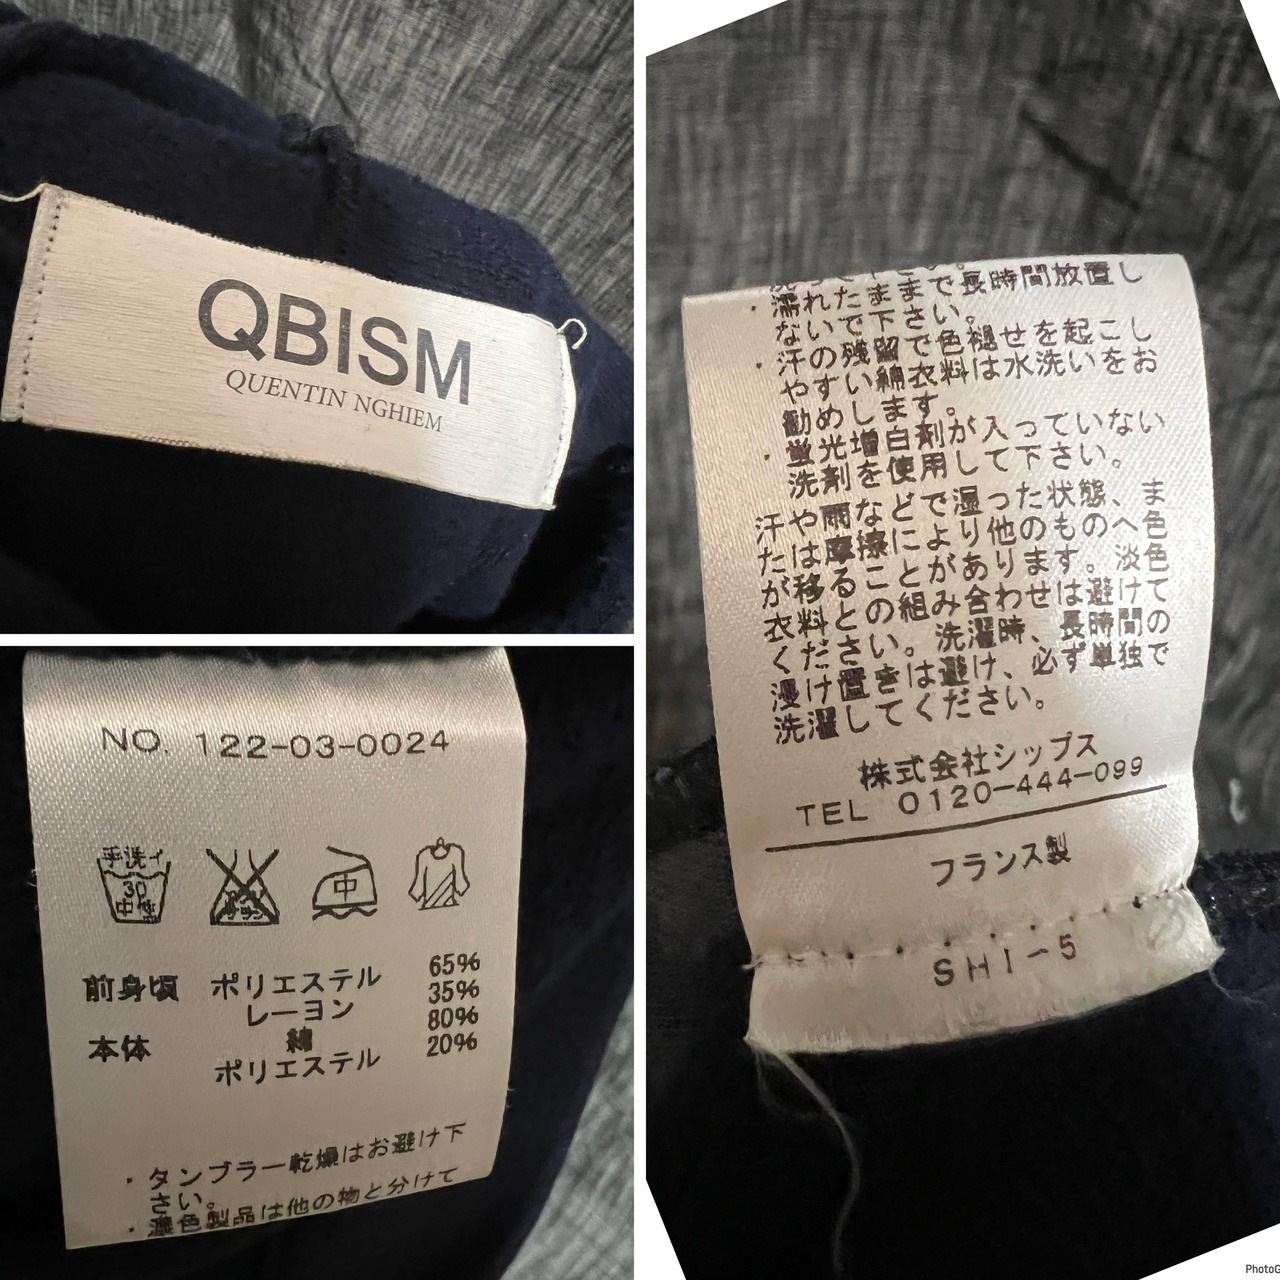 QBISM
QUENTIN NGHIEM
NO. 122-03-0024
手洗イ
30
中性
中
前身頃 ポリエステル 65%
レーヨン 35%
本体 綿 80%
ポリエステル 20%
・タンブラー乾燥はお避け下
さい。
・濃色製品は他の物と分けて
・濡れたままで長時間放置し
ないで下さい。
・汗の残留で色褪せを起こし
やすい綿衣料は水洗いをお
勧めします。
・蛍光増白剤が入っていない
洗剤を使用して下さい。
汗や雨などで湿った状態、ま
たは摩擦により他のものへ色
が移ることがあります。淡色
衣料との組み合わせは避けて
ください。洗濯時、長時間の
浸け置きは避け、必ず単独で
洗濯してください。
株式会社シップス
TEL 0120-444-099
フランス製
SHI-5
PhotoG